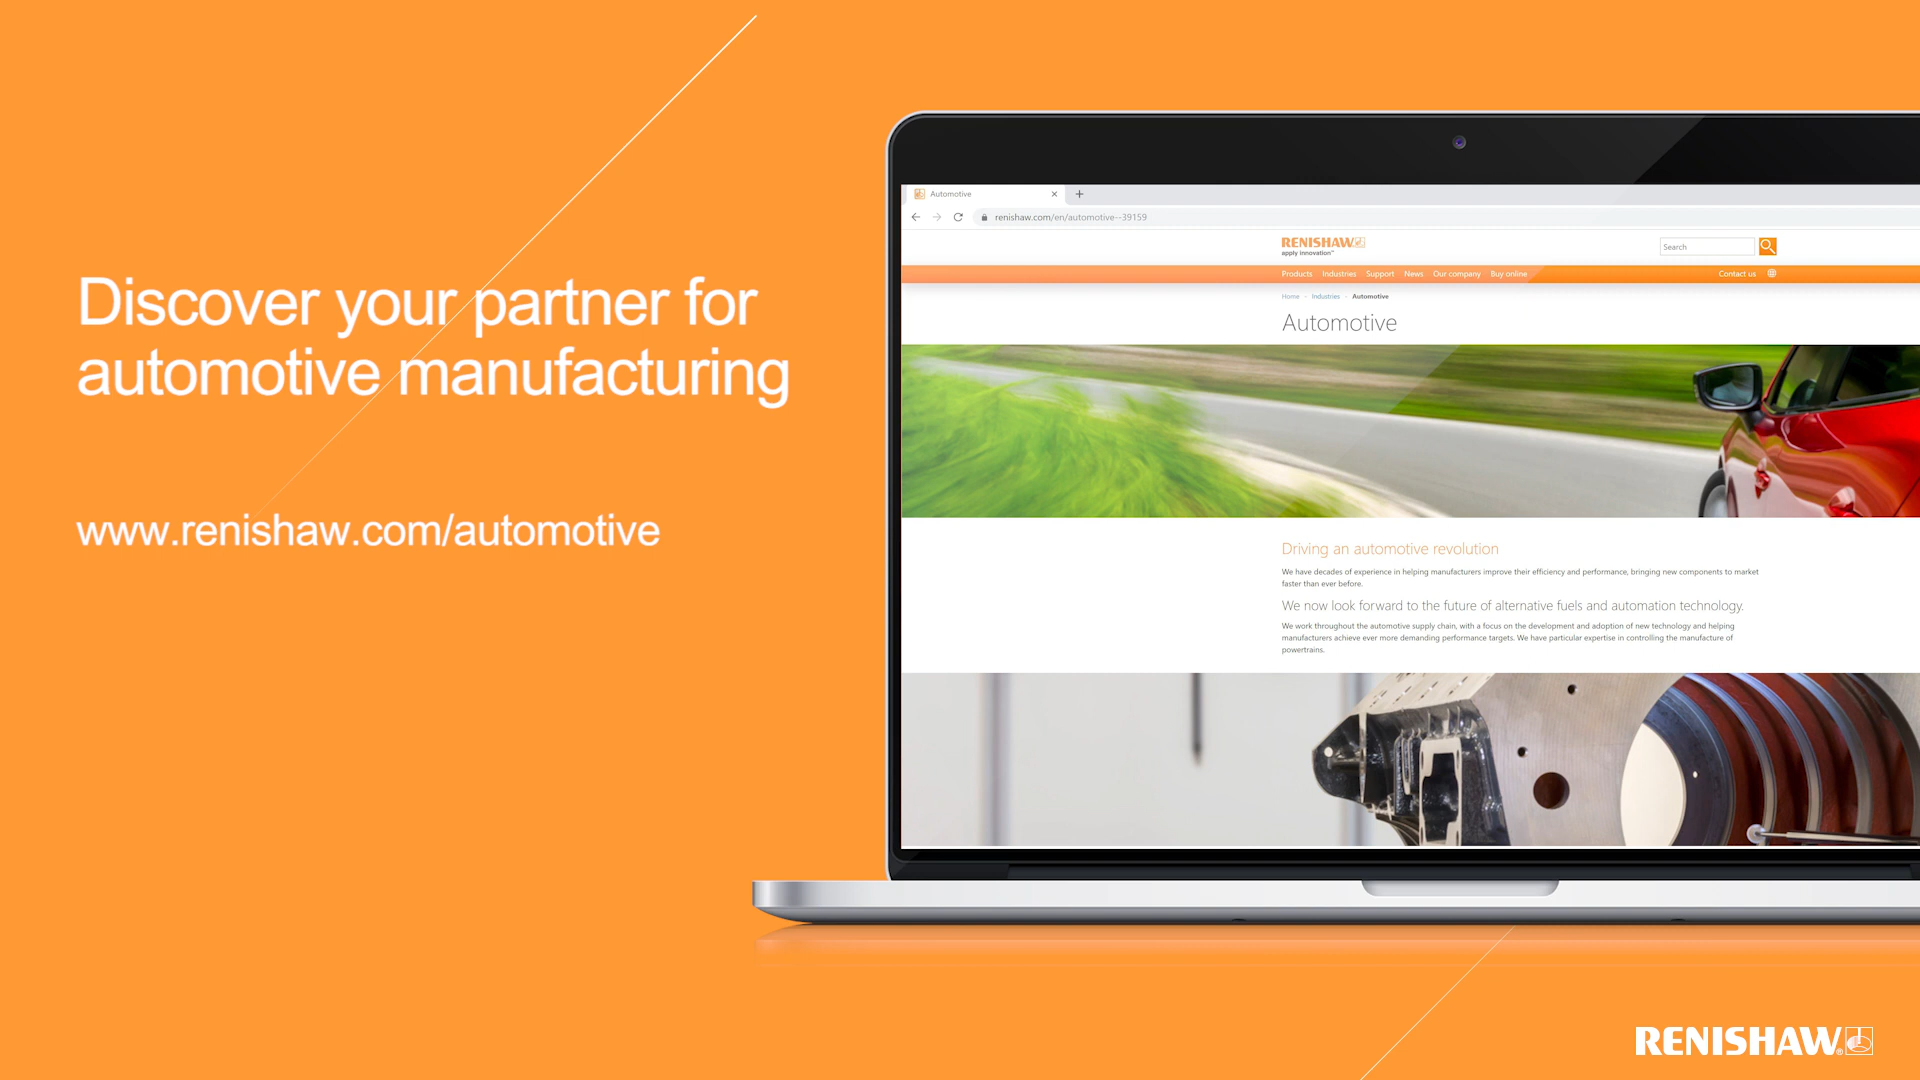 Discover your partner for
automotive manufacturing
www.renishaw.com/automotive
Automotive
renishaw.com/en/automotive--39159
RENISHAW
apply innovation™
Search
Products Industries Support News Our company Buy online Contact us
Home - Industries - Automotive
Automotive
Driving an automotive revolution
We have decades of experience in helping manufacturers improve their efficiency and performance, bringing new components to market
faster than ever before.
We now look forward to the future of alternative fuels and automation technology.
We work throughout the automotive supply chain, with a focus on the development and adoption of new technology and helping
manufacturers achieve ever more demanding performance targets. We have particular expertise in controlling the manufacture of
powertrains.
RENISHAW®